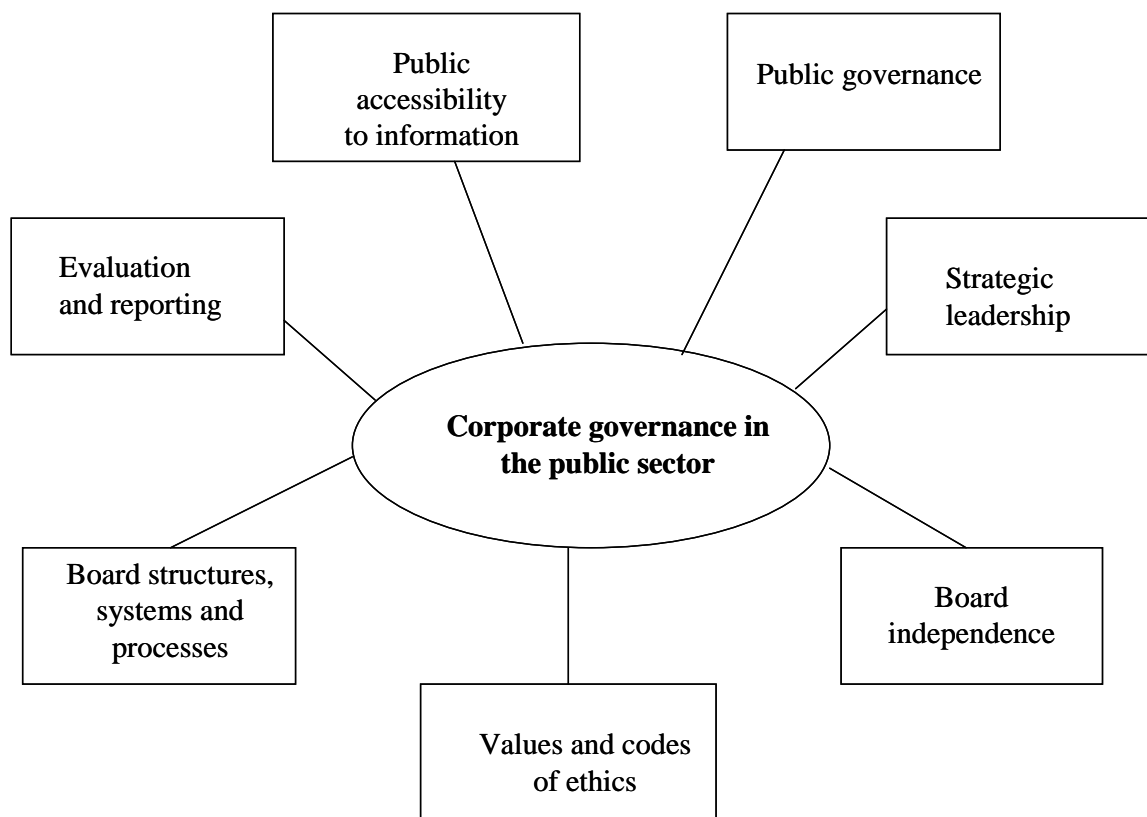 Public
accessibility
to information
Public governance
Evaluation
and reporting
Strategic
leadership
Corporate governance in
the public sector
Board structures,
systems and
processes
Board
independence
Values and codes
of ethics